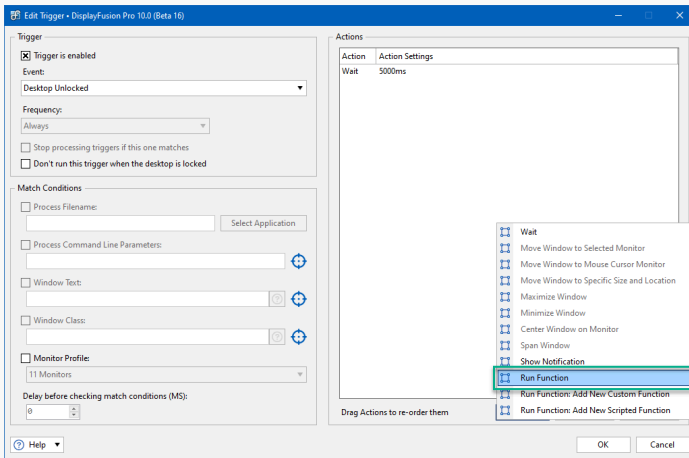 Edit Trigger • DisplayFusion Pro 10.0 (Beta 16)
Trigger
Trigger is enabled
Event:
Desktop Unlocked
Frequency:
Always
Stop processing triggers if this one matches
Don't run this trigger when the desktop is locked
Match Conditions
Process Filename:
Select Application
Process Command Line Parameters:
Window Text:
Window Class:
Monitor Profile:
11 Monitors
Delay before checking match conditions (MS):
0
Help
Actions
Action Action Settings
Wait 5000ms
Wait
Move Window to Selected Monitor
Move Window to Mouse Cursor Monitor
Move Window to Specific Size and Location
Maximize Window
Minimize Window
Center Window on Monitor
Span Window
Show Notification
Run Function
Run Function: Add New Custom Function
Run Function: Add New Scripted Function
Drag Actions to re-order them
OK Cancel